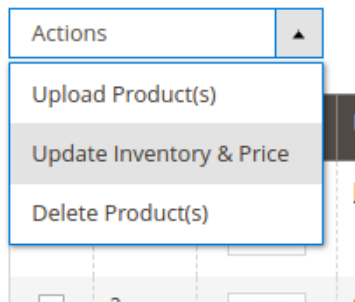 Actions
Upload Product(s)
Update Inventory & Price
Delete Product(s)